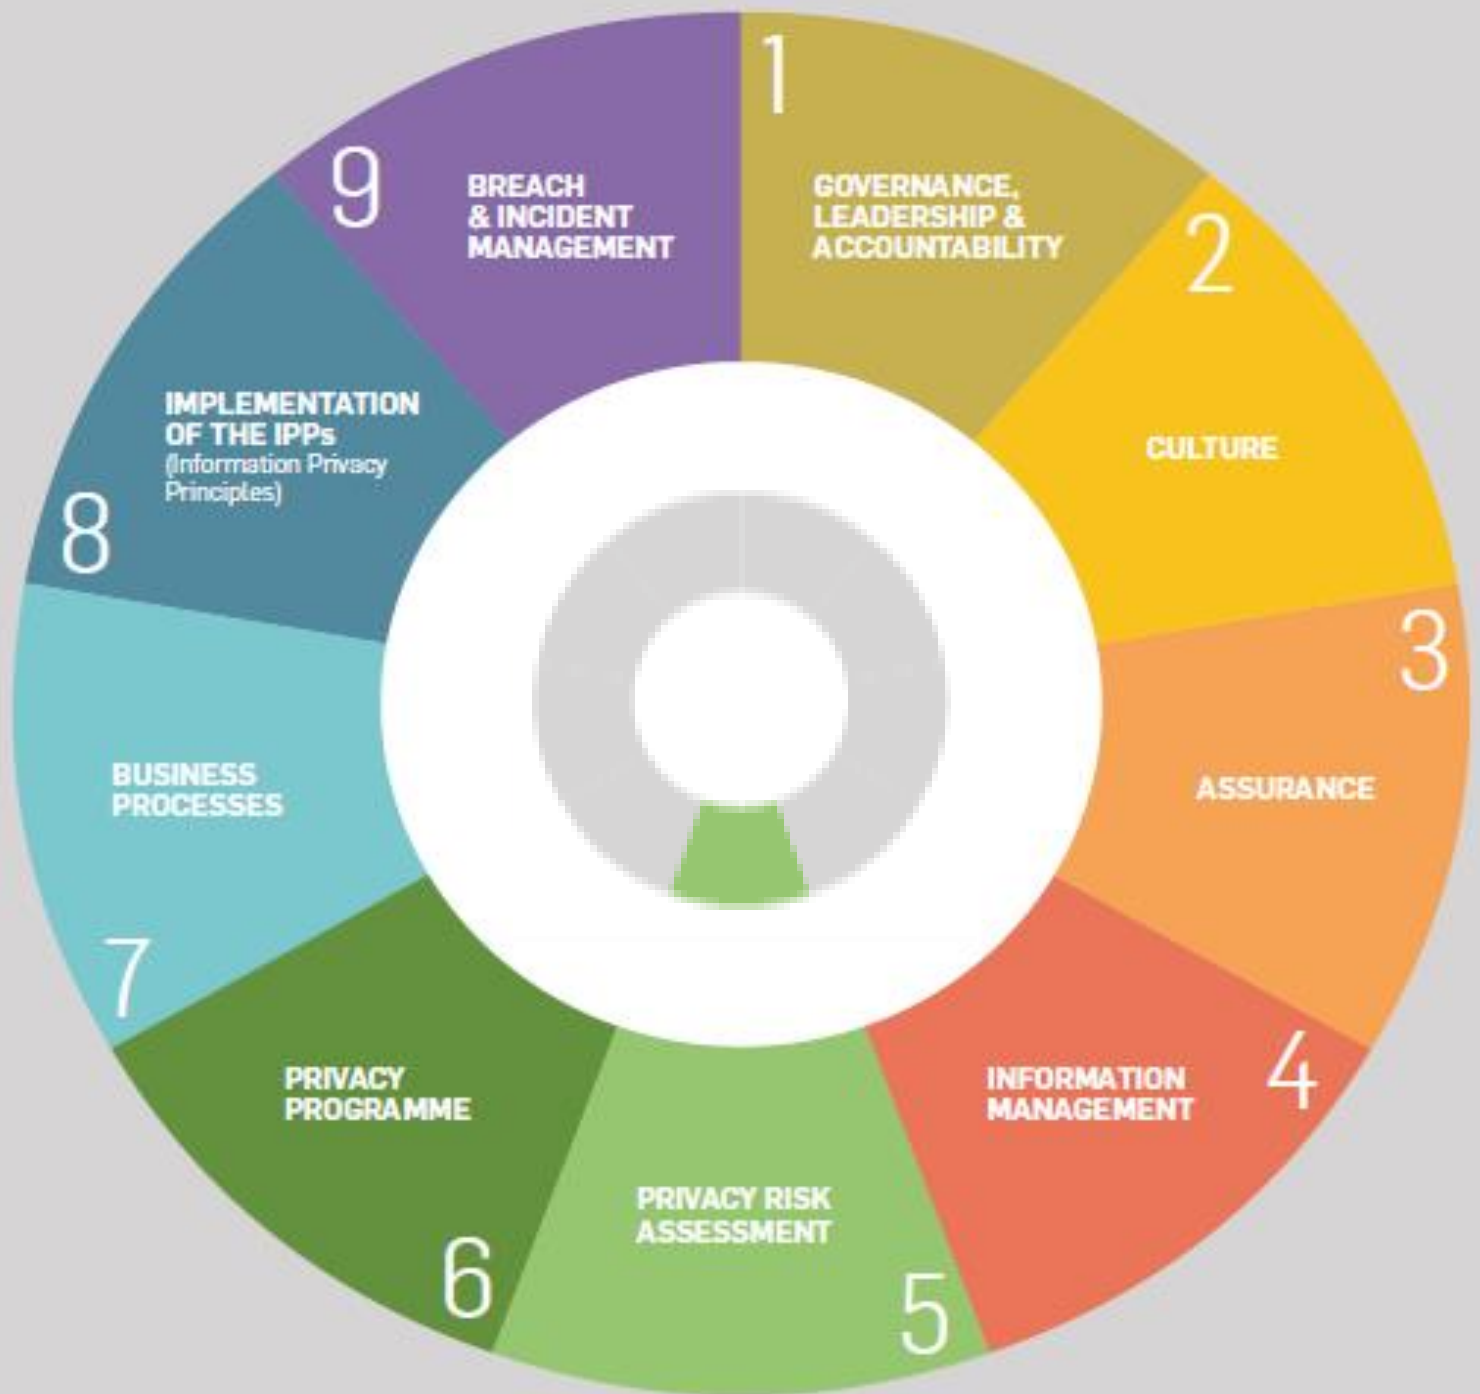 1
GOVERNANCE,
LEADERSHIP &
ACCOUNTABILITY
2
CULTURE
3
ASSURANCE
4
INFORMATION
MANAGEMENT
5
PRIVACY RISK
ASSESSMENT
6
PRIVACY
PROGRAMME
7
BUSINESS
PROCESSES
8
IMPLEMENTATION
OF THE IPPs
(Information Privacy
Principles)
9
BREACH
& INCIDENT
MANAGEMENT